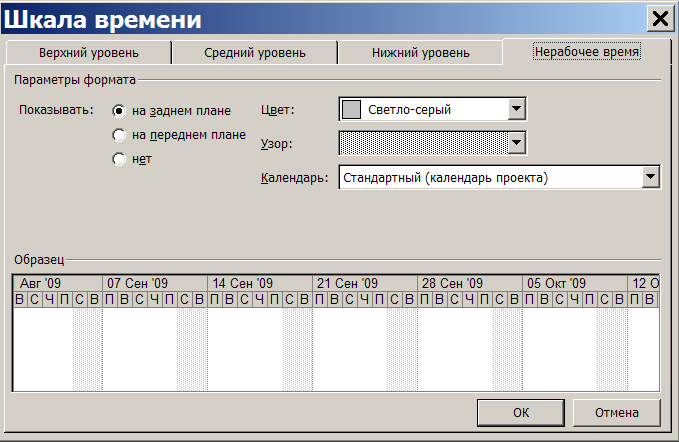 Шкала времени
Верхний уровень Средний уровень Нижний уровень Нерабочее время
Параметры формата
Показывать: на заднем плане Цвет: Светло-серый
на переднем плане Узор:
нет Календарь: Стандартный (календарь проекта)
Образец
Авг '09 07 Сен '09 14 Сен '09 21 Сен '09 28 Сен '09 05 Окт '09 12 О
В С Ч П С В П В С Ч П С В П В С Ч П С В П В С Ч П С В П В С Ч П С В П В С Ч П С В П В
ОК Отмена